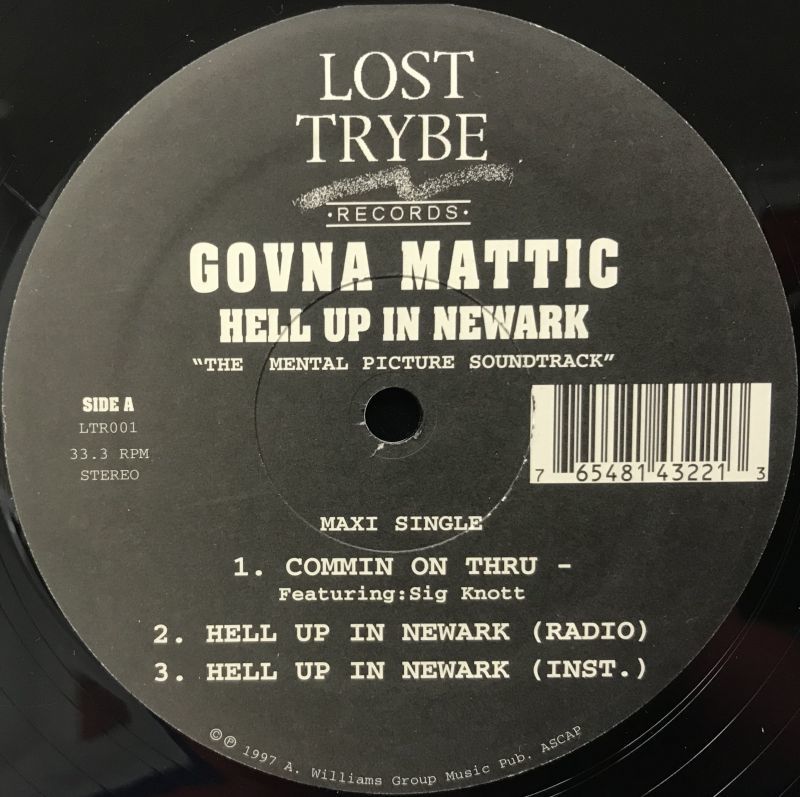 LOST
TRYBE
·RECORDS·
GOVNA MATTIC
HELL UP IN NEWARK
"THE MENTAL PICTURE SOUNDTRACK"
SIDE A
LTR001
33.3 RPM
STEREO
7 65481 43221 3
MAXI SINGLE
1. COMMIN ON THRU -
Featuring:Sig Knott
2. HELL UP IN NEWARK (RADIO)
3. HELL UP IN NEWARK (INST.)
©℗ 1997 A. Williams Group Music Pub. ASCAP